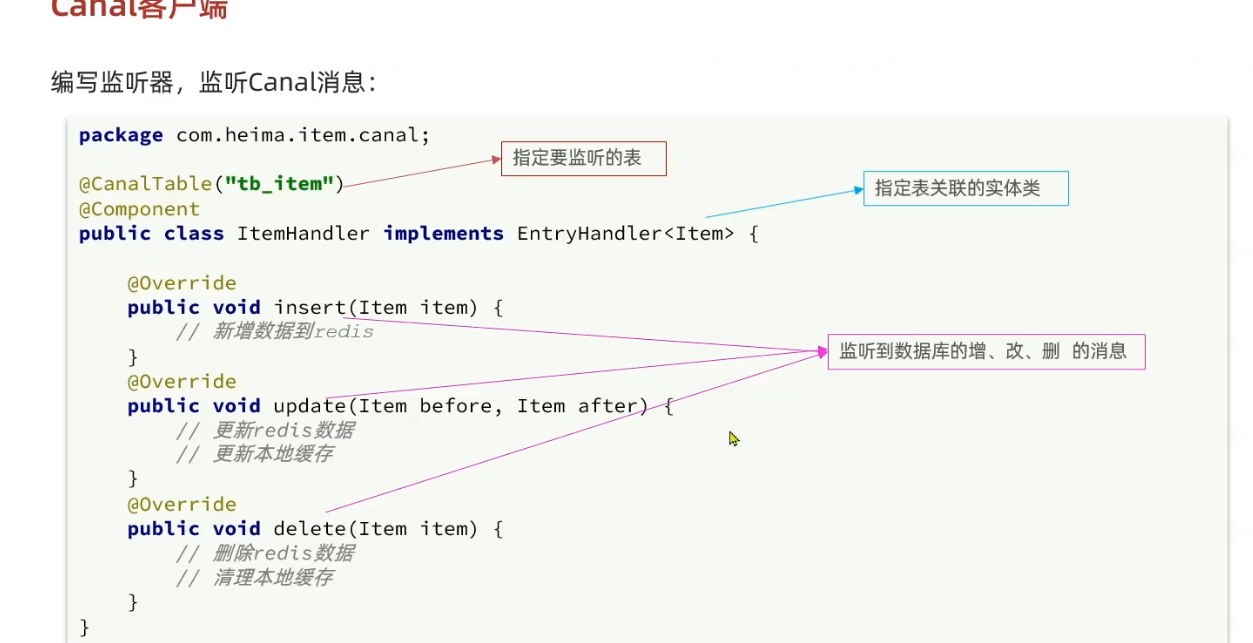 Canal客户端
编写监听器，监听Canal消息：
package com.heima.item.canal;
指定要监听的表
@CanalTable("tb_item")
指定表关联的实体类
@Component
public class ItemHandler implements EntryHandler<Item> {
@Override
public void insert(Item item) {
// 新增数据到redis
}
监听到数据库的增、改、删 的消息
@Override
public void update(Item before, Item after) {
// 更新redis数据
// 更新本地缓存
}
@Override
public void delete(Item item) {
// 删除redis数据
// 清理本地缓存
}
}